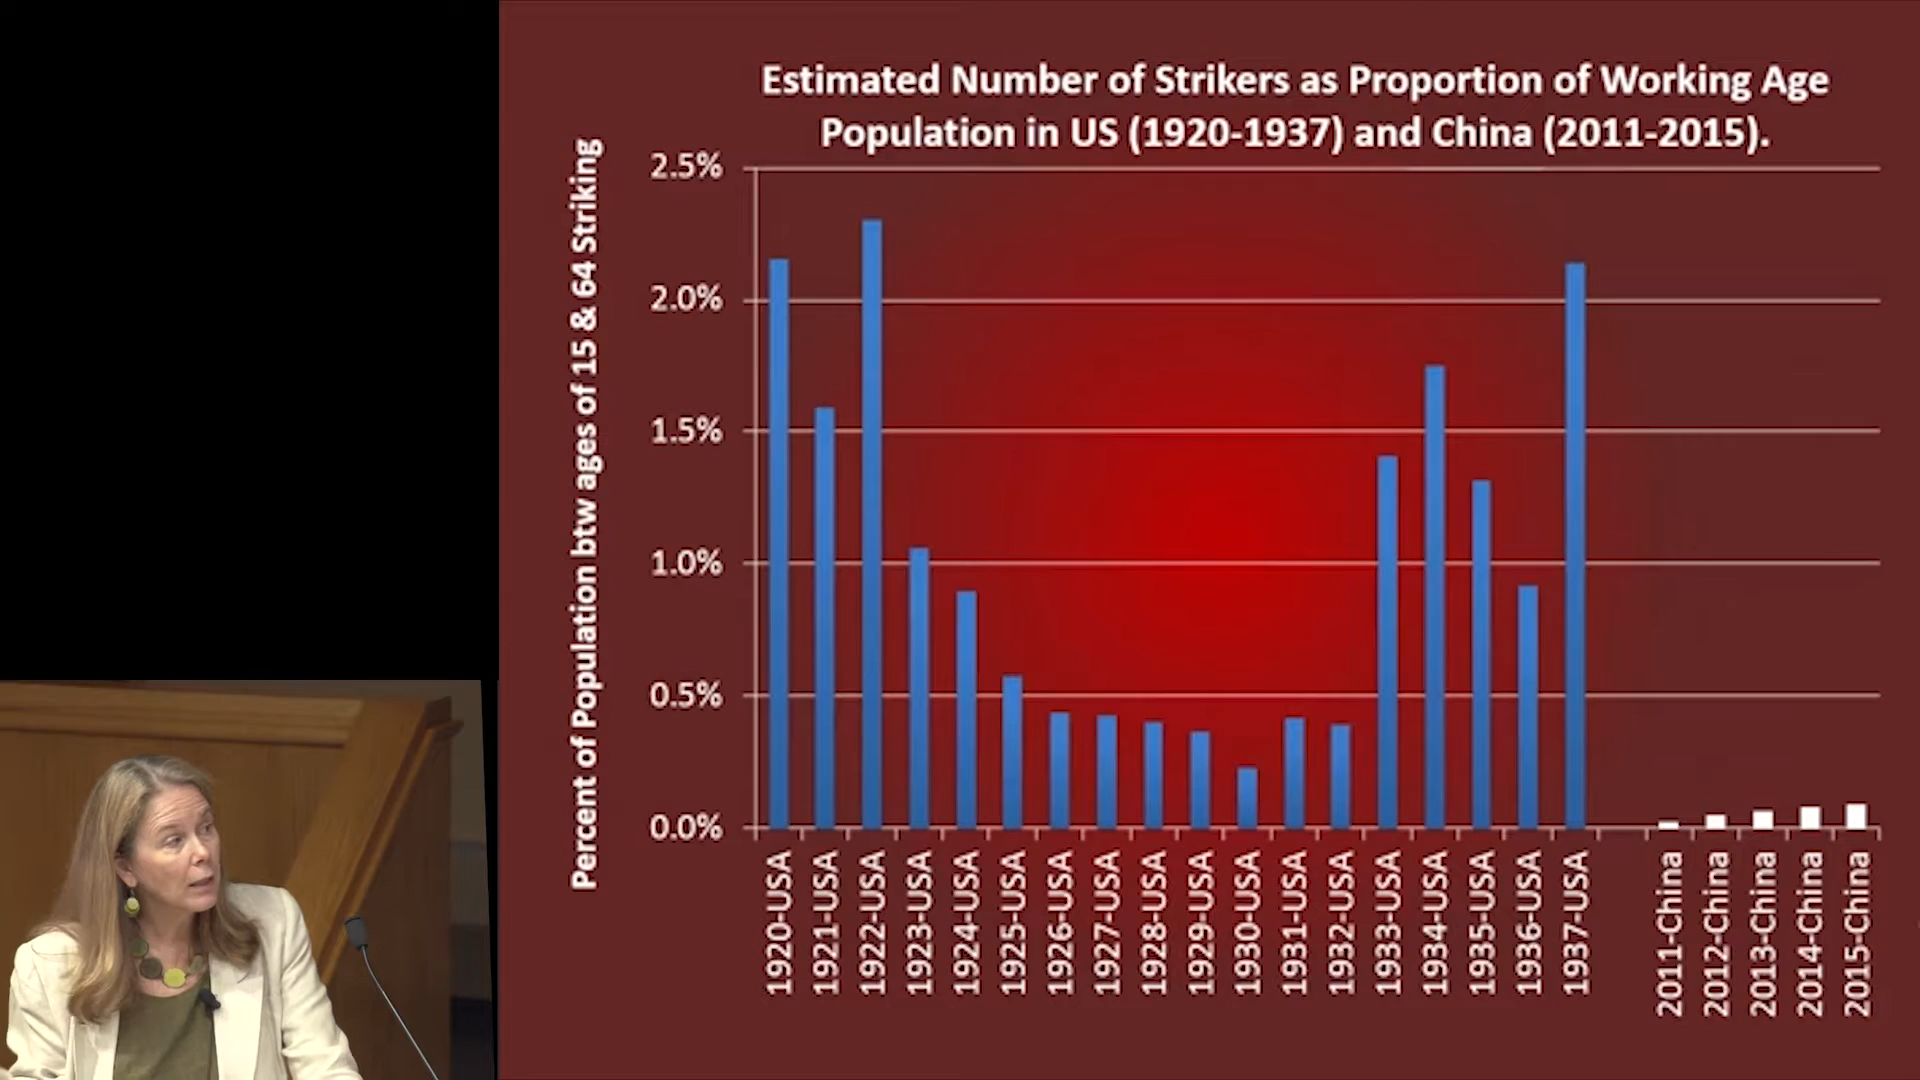 Estimated Number of Strikers as Proportion of Working Age
Population in US (1920-1937) and China (2011-2015).
Percent of Population btw ages of 15 & 64 Striking
2.5%
2.0%
1.5%
1.0%
0.5%
0.0%
1920-USA
1921-USA
1922-USA
1923-USA
1924-USA
1925-USA
1926-USA
1927-USA
1928-USA
1929-USA
1930-USA
1931-USA
1932-USA
1933-USA
1934-USA
1935-USA
1936-USA
1937-USA
2011-China
2012-China
2013-China
2014-China
2015-China